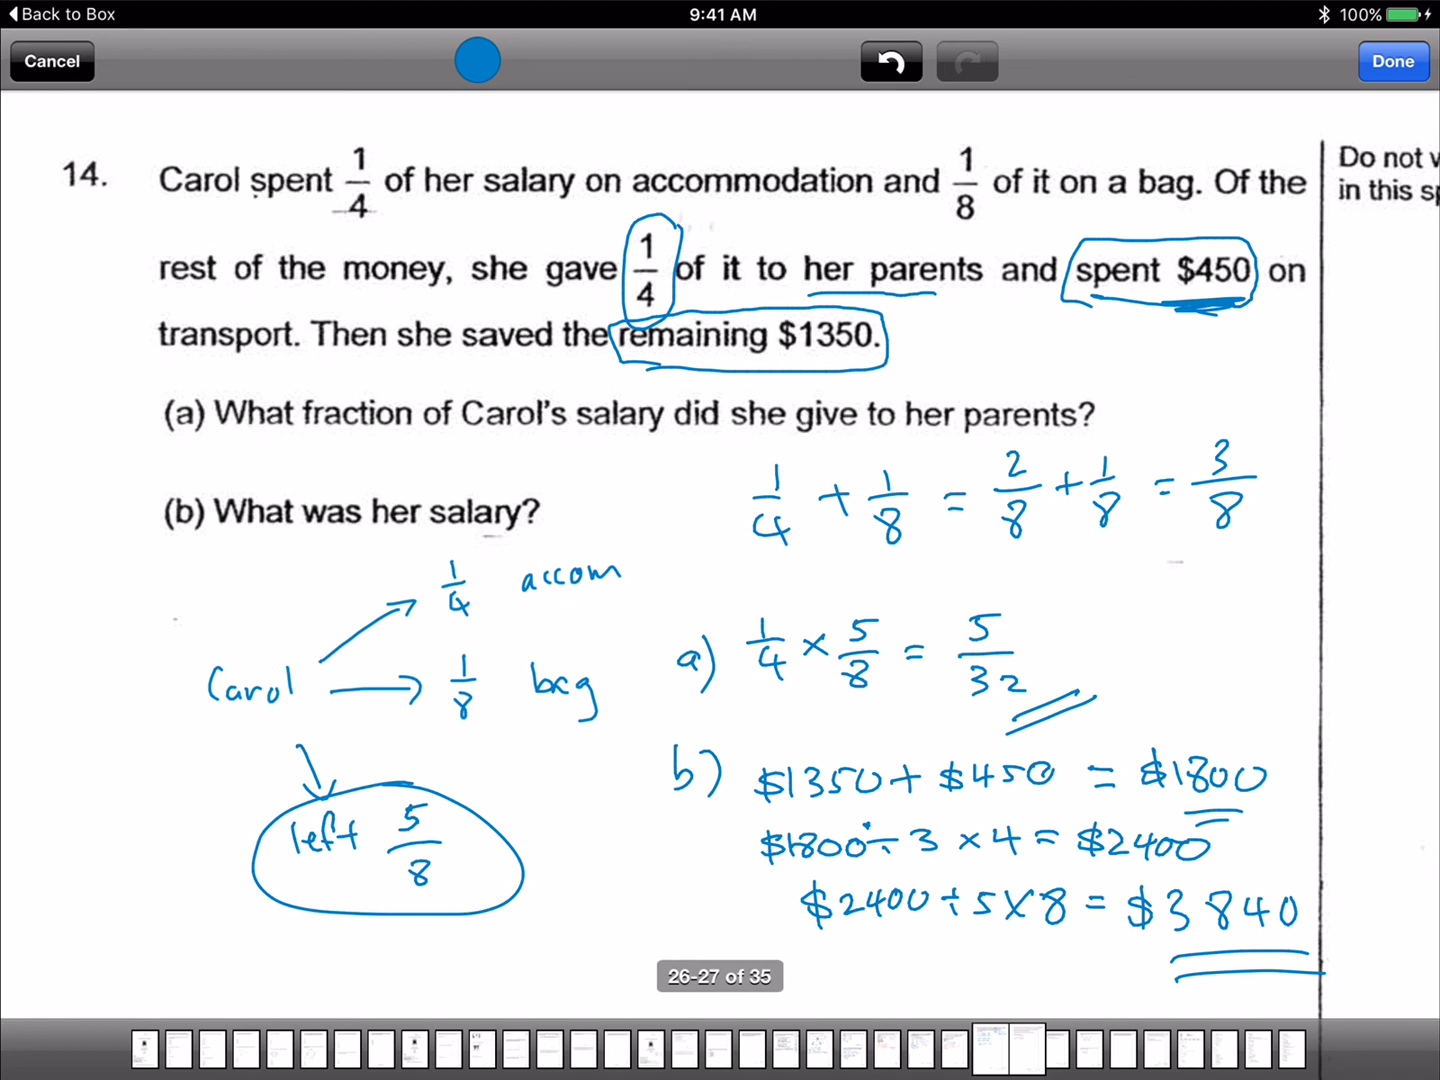 Back to Box 9:41 AM 100%
Cancel Done
14. Carol spent 1/4 of her salary on accommodation and 1/8 of it on a bag. Of the
rest of the money, she gave 1/4 of it to her parents and spent $450 on
transport. Then she saved the remaining $1350.
Do not
in this
(a) What fraction of Carol's salary did she give to her parents?
(b) What was her salary?
1/4 + 1/8 = 2/8 + 1/8 = 3/8
1/4 accom
Carol 1/8 bag
left 5/8
a) 1/4 × 5/8 = 5/32
b) $1350 + $450 = $1800
$1800 ÷ 3 × 4 = $2400
$2400 ÷ 5 × 8 = $3840
26-27 of 35